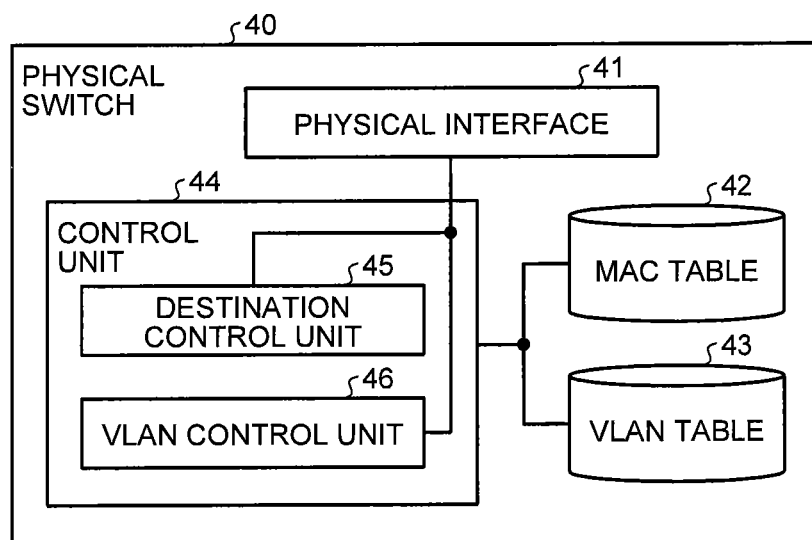 40
PHYSICAL
SWITCH
41
PHYSICAL INTERFACE
44
CONTROL
UNIT
45
DESTINATION
CONTROL UNIT
46
VLAN CONTROL UNIT
42
MAC TABLE
43
VLAN TABLE